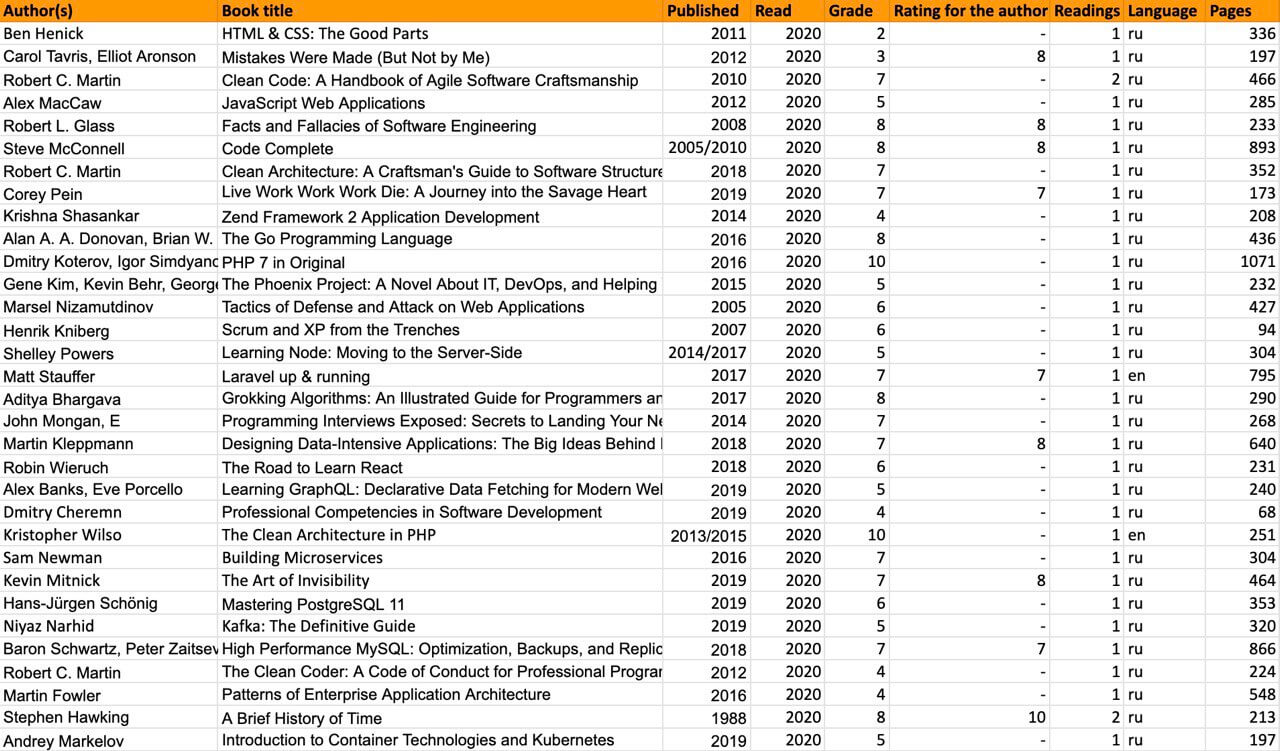 Author(s) Book title Published Read Grade Rating for the author Readings Language Pages
Ben Henick HTML & CSS: The Good Parts 2011 2020 2 - 1 ru 336
Carol Tavris, Elliot Aronson Mistakes Were Made (But Not by Me) 2012 2020 3 8 1 ru 197
Robert C. Martin Clean Code: A Handbook of Agile Software Craftsmanship 2010 2020 7 - 2 ru 466
Alex MacCaw JavaScript Web Applications 2012 2020 5 - 1 ru 285
Robert L. Glass Facts and Fallacies of Software Engineering 2008 2020 8 8 1 ru 233
Steve McConnell Code Complete 2005/2010 2020 8 8 1 ru 893
Robert C. Martin Clean Architecture: A Craftsman's Guide to Software Structure 2018 2020 7 - 1 ru 352
Corey Pein Live Work Work Work Die: A Journey into the Savage Heart 2019 2020 7 7 1 ru 173
Krishna Shasankar Zend Framework 2 Application Development 2014 2020 4 - 1 ru 208
Alan A. A. Donovan, Brian W. The Go Programming Language 2016 2020 8 - 1 ru 436
Dmitry Koterov, Igor Simdyanc PHP 7 in Original 2016 2020 10 - 1 ru 1071
Gene Kim, Kevin Behr, George The Phoenix Project: A Novel About IT, DevOps, and Helping 2015 2020 5 - 1 ru 232
Marsel Nizamutdinov Tactics of Defense and Attack on Web Applications 2005 2020 6 - 1 ru 427
Henrik Kniberg Scrum and XP from the Trenches 2007 2020 6 - 1 ru 94
Shelley Powers Learning Node: Moving to the Server-Side 2014/2017 2020 5 - 1 ru 304
Matt Stauffer Laravel up & running 2017 2020 7 7 1 en 795
Aditya Bhargava Grokking Algorithms: An Illustrated Guide for Programmers an 2017 2020 8 - 1 ru 290
John Mongan, E Programming Interviews Exposed: Secrets to Landing Your Ne 2014 2020 7 - 1 ru 268
Martin Kleppmann Designing Data-Intensive Applications: The Big Ideas Behind 2018 2020 7 8 1 ru 640
Robin Wieruch The Road to Learn React 2018 2020 6 - 1 ru 231
Alex Banks, Eve Porcello Learning GraphQL: Declarative Data Fetching for Modern Wel 2019 2020 5 - 1 ru 240
Dmitry Cheremn Professional Competencies in Software Development 2019 2020 4 - 1 ru 68
Kristopher Wilso The Clean Architecture in PHP 2013/2015 2020 10 - 1 en 251
Sam Newman Building Microservices 2016 2020 7 - 1 ru 304
Kevin Mitnick The Art of Invisibility 2019 2020 7 8 1 ru 464
Hans-Jürgen Schönig Mastering PostgreSQL 11 2019 2020 6 - 1 ru 353
Niyaz Narhid Kafka: The Definitive Guide 2019 2020 5 - 1 ru 320
Baron Schwartz, Peter Zaitsev High Performance MySQL: Optimization, Backups, and Replic 2018 2020 7 7 1 ru 866
Robert C. Martin The Clean Coder: A Code of Conduct for Professional Prograr 2012 2020 4 - 1 ru 224
Martin Fowler Patterns of Enterprise Application Architecture 2016 2020 4 - 1 ru 548
Stephen Hawking A Brief History of Time 1988 2020 8 10 2 ru 213
Andrey Markelov Introduction to Container Technologies and Kubernetes 2019 2020 5 - 1 ru 197